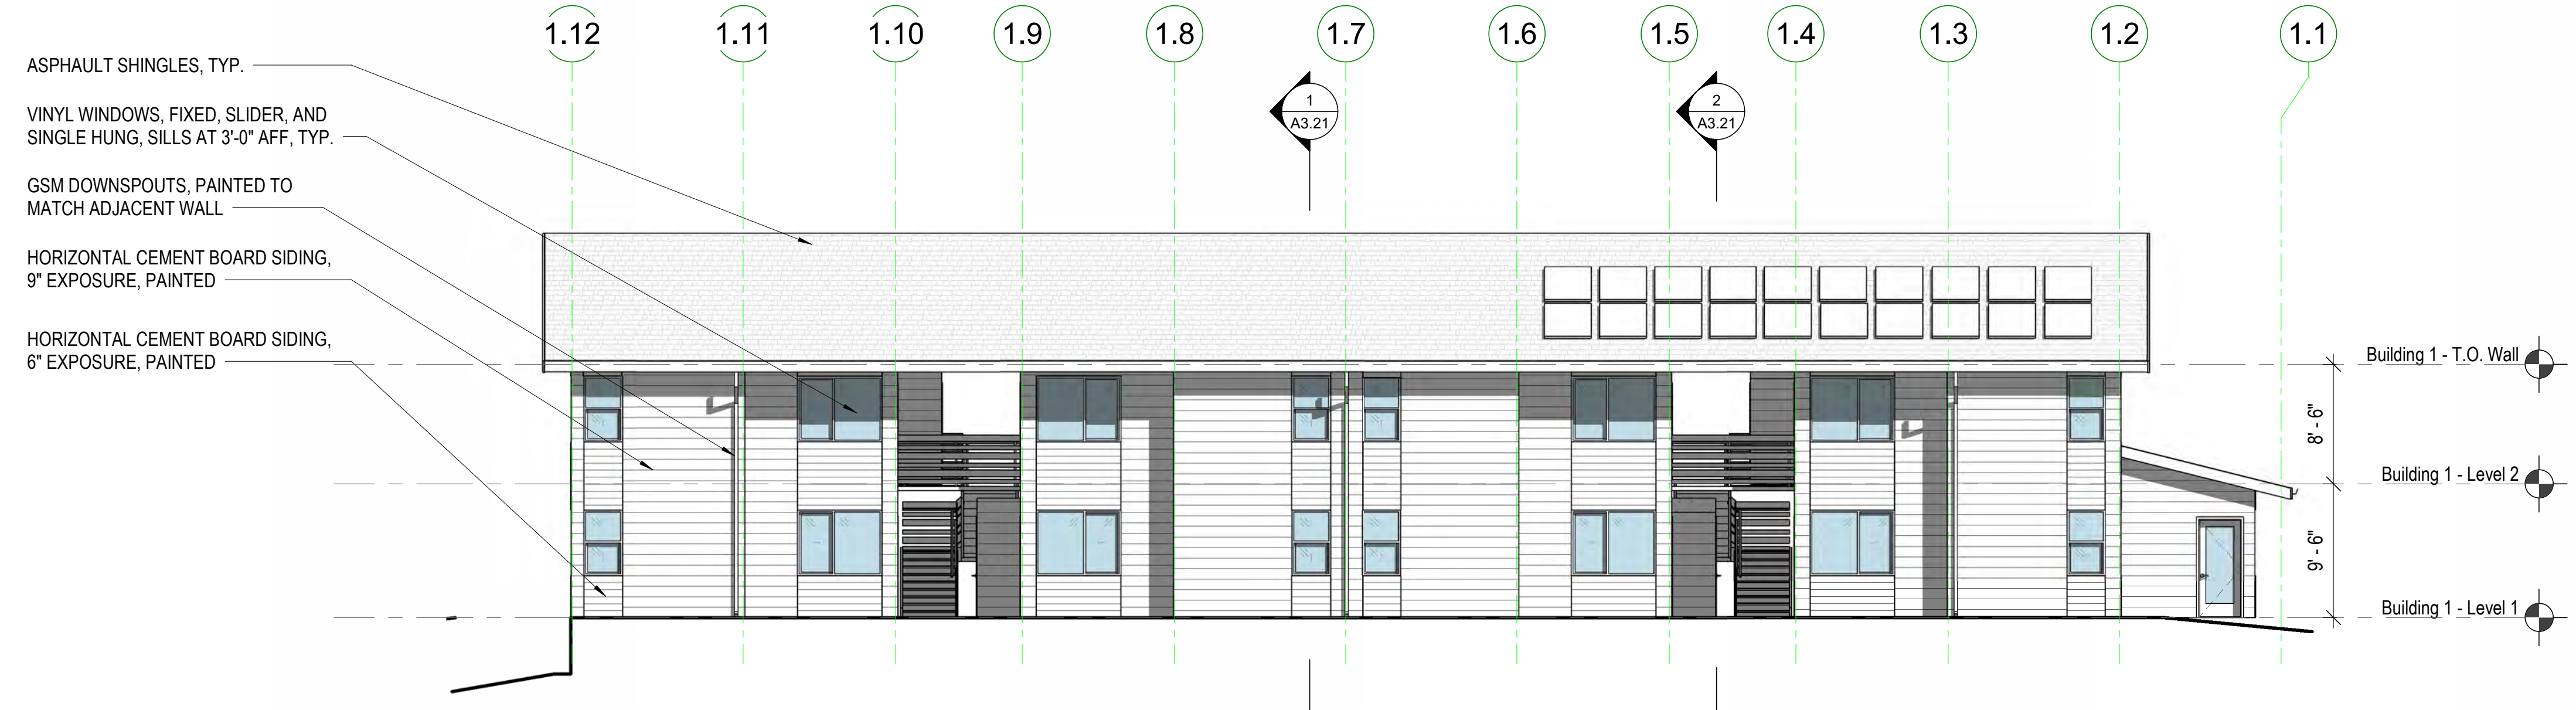 1.12
1.11
1.10
1.9
1.8
1.7
1.6
1.5
1.4
1.3
1.2
1.1
ASPHAULT SHINGLES, TYP.
VINYL WINDOWS, FIXED, SLIDER, AND
SINGLE HUNG, SILLS AT 3'-0" AFF, TYP.
GSM DOWNSPOUTS, PAINTED TO
MATCH ADJACENT WALL
HORIZONTAL CEMENT BOARD SIDING,
9" EXPOSURE, PAINTED
HORIZONTAL CEMENT BOARD SIDING,
6" EXPOSURE, PAINTED
1
A3.21
2
A3.21
Building 1 - T.O. Wall
8' - 6"
Building 1 - Level 2
9' - 6"
Building 1 - Level 1